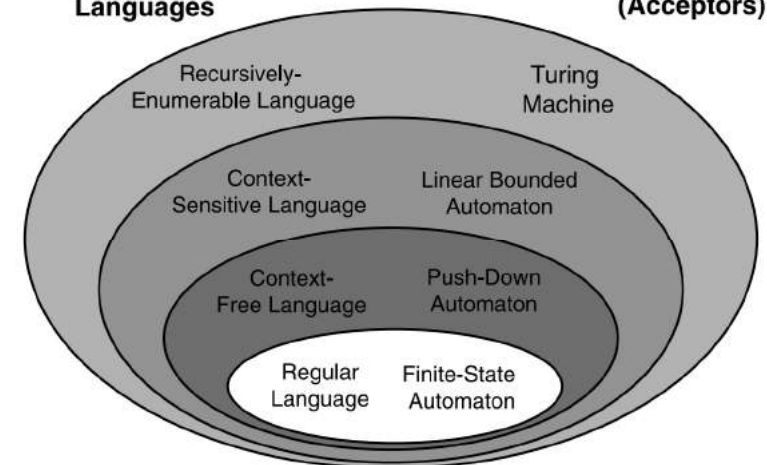 Languages
(Acceptors)
Recursively-
Enumerable Language
Turing
Machine
Context-
Sensitive Language
Linear Bounded
Automaton
Context-
Free Language
Push-Down
Automaton
Regular
Language
Finite-State
Automaton